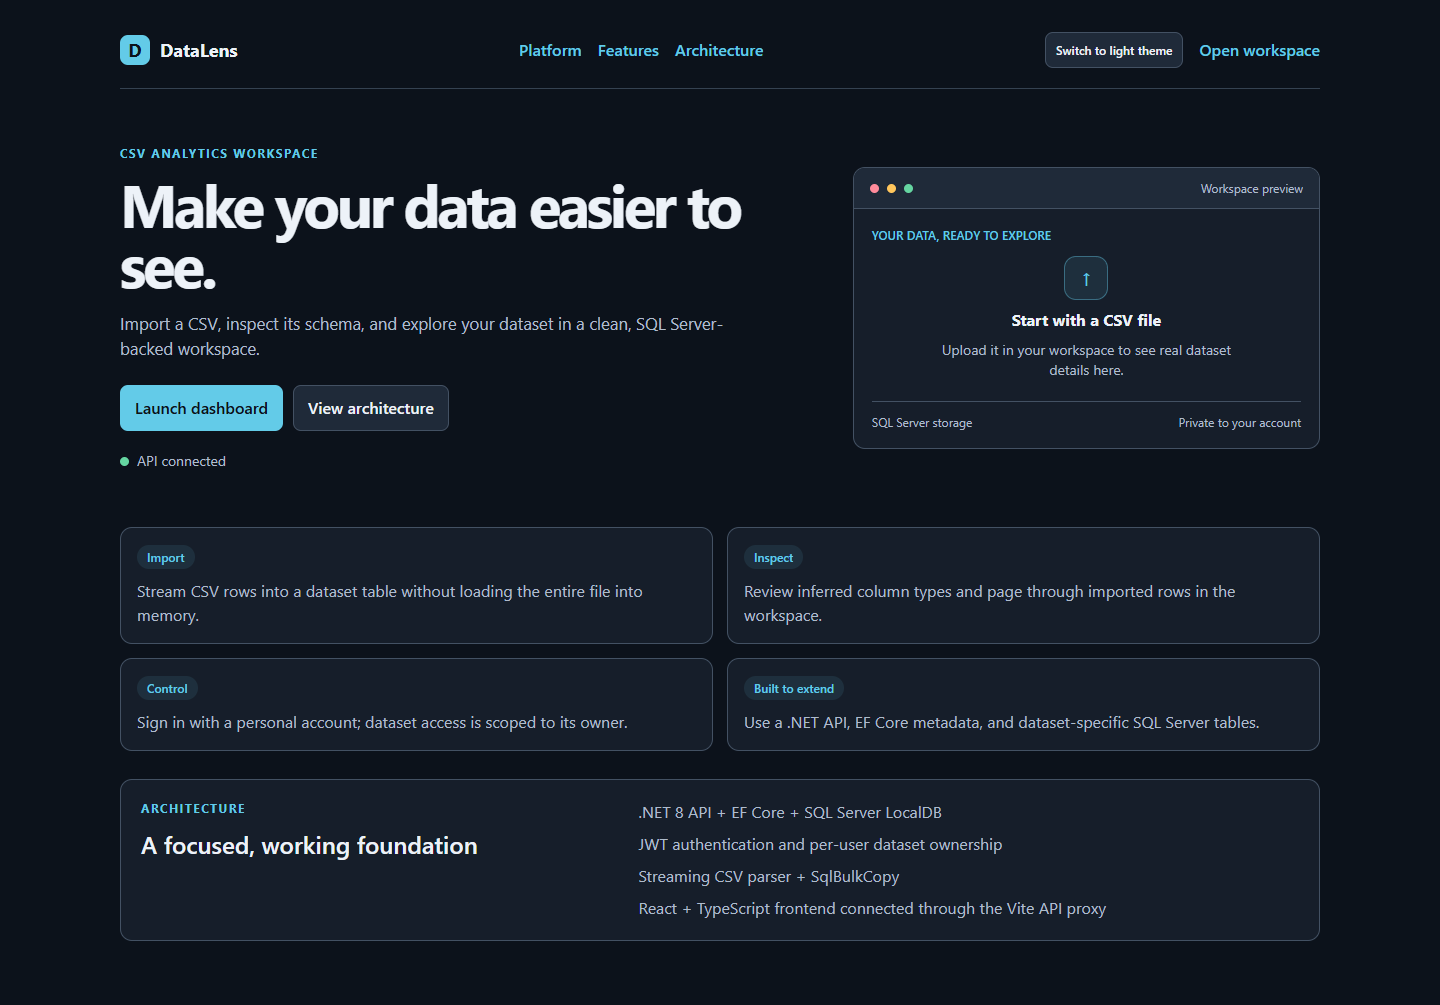 D DataLens
Platform Features Architecture
Switch to light theme
Open workspace
CSV ANALYTICS WORKSPACE
Make your data easier to
see.
Import a CSV, inspect its schema, and explore your dataset in a clean, SQL Server-
backed workspace.
Launch dashboard
View architecture
API connected
Workspace preview
YOUR DATA, READY TO EXPLORE
↑
Start with a CSV file
Upload it in your workspace to see real dataset
details here.
SQL Server storage
Private to your account
Import
Stream CSV rows into a dataset table without loading the entire file into
memory.
Inspect
Review inferred column types and page through imported rows in the
workspace.
Control
Sign in with a personal account; dataset access is scoped to its owner.
Built to extend
Use a .NET API, EF Core metadata, and dataset-specific SQL Server tables.
ARCHITECTURE
A focused, working foundation
.NET 8 API + EF Core + SQL Server LocalDB
JWT authentication and per-user dataset ownership
Streaming CSV parser + SqlBulkCopy
React + TypeScript frontend connected through the Vite API proxy